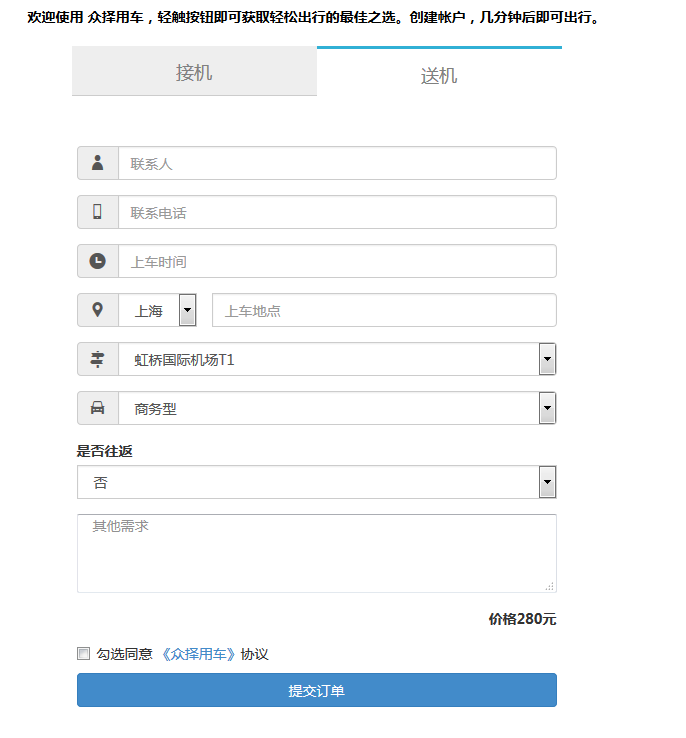 欢迎使用 众择用车，轻触按钮即可获取轻松出行的最佳之选。创建帐户，几分钟后即可出行。
接机 送机
联系人
联系电话
上车时间
上海 上车地点
虹桥国际机场T1
商务型
是否往返
否
其他需求
价格280元
勾选同意 《众择用车》协议
提交订单